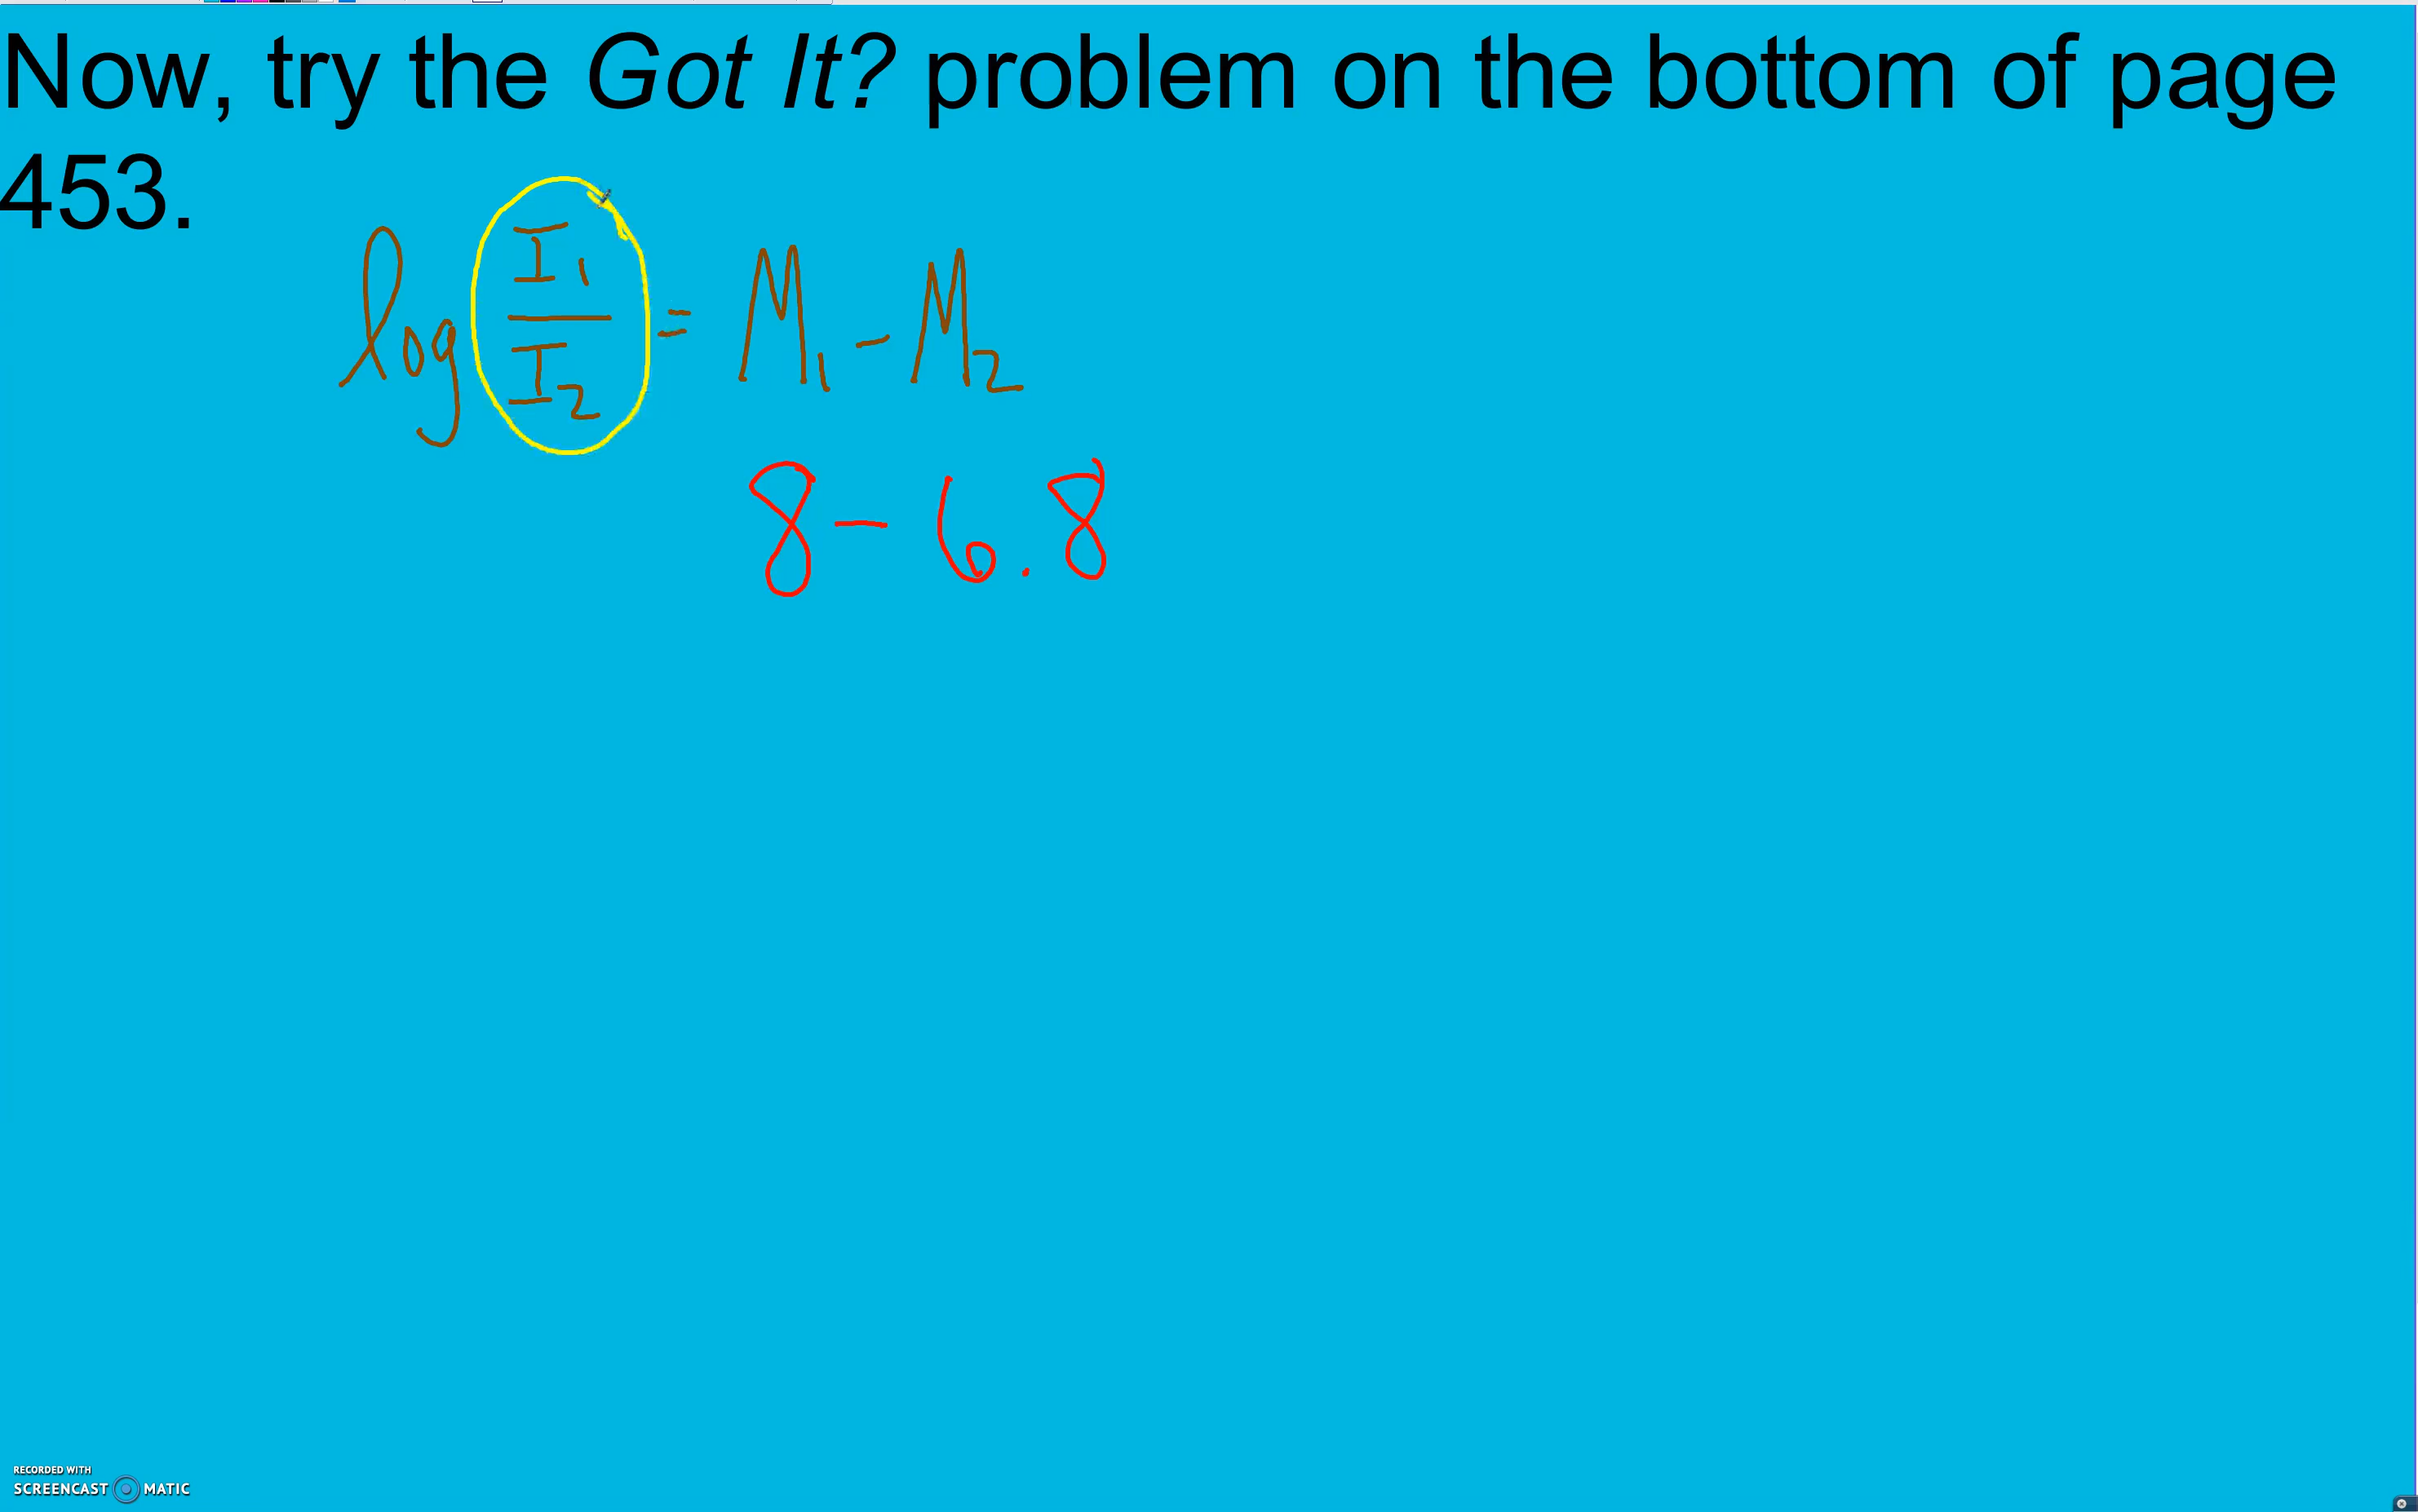 Now, try the Got It? problem on the bottom of page
453.
log I₁/I₂ = M₁ - M₂
8 - 6.8
RECORDED WITH
SCREENCAST MATIC